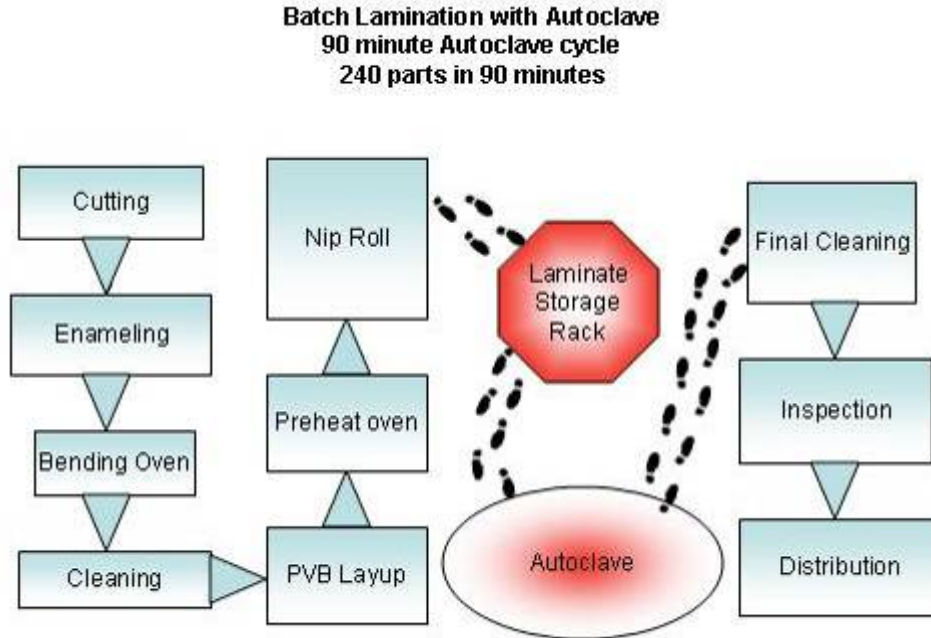 Batch Lamination with Autoclave
90 minute Autoclave cycle
240 parts in 90 minutes
Cutting
Enameling
Bending Oven
Cleaning
PVB Layup
Preheat oven
Nip Roll
Laminate
Storage
Rack
Autoclave
Final Cleaning
Inspection
Distribution